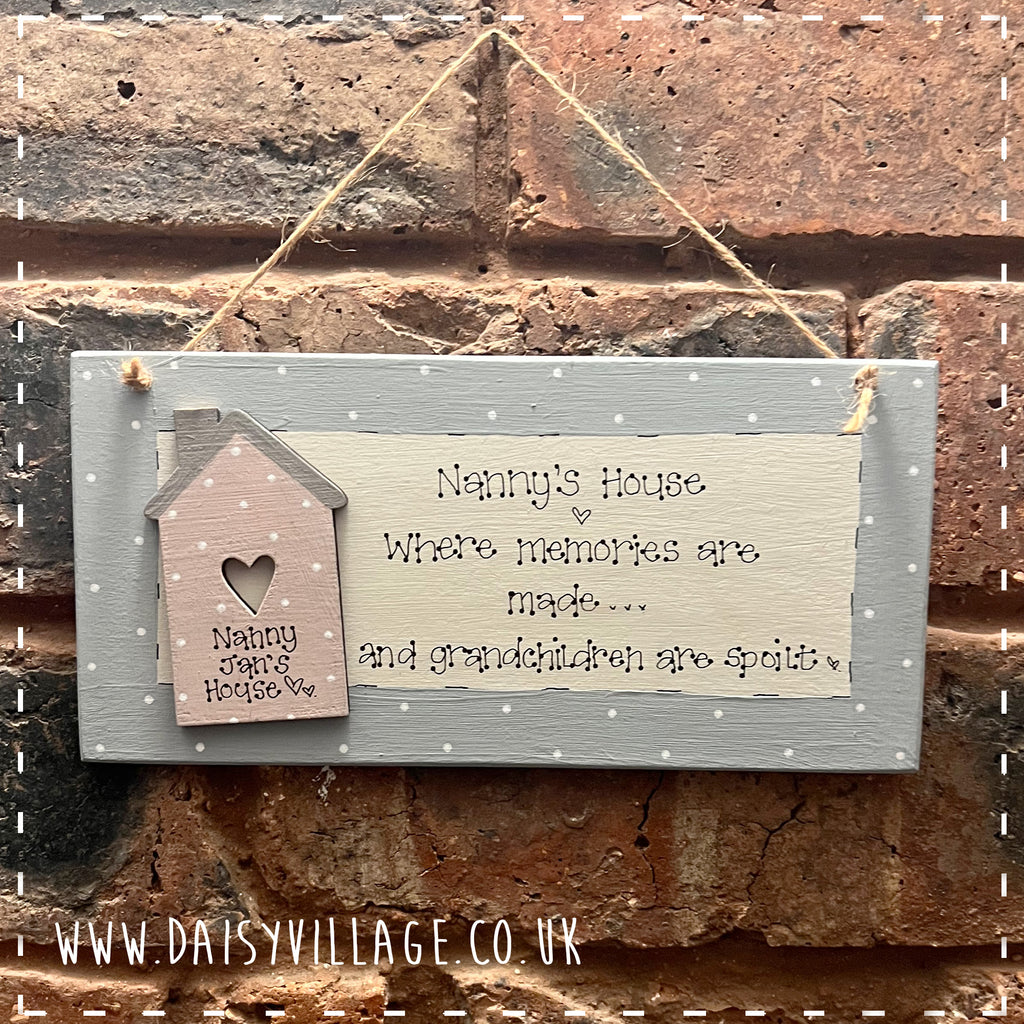 Nanny's House
Where memories are
made...
and grandchildren are spoilt
Nanny
Jan's
House
WWW.DAISYVILLAGE.CO.UK